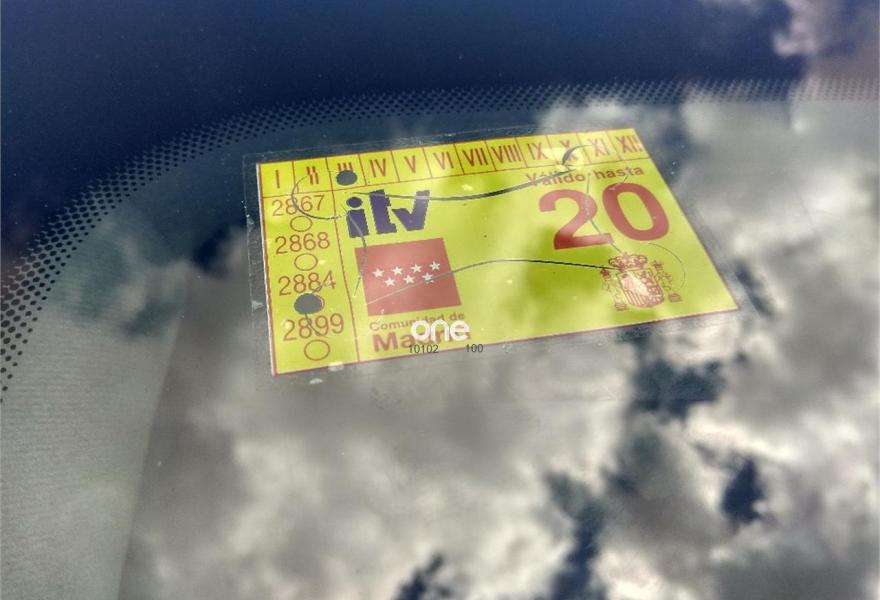 I II III IV V VI VII VIII IX X XI XII
Válido hasta
20
2867
2868
2884
2899
itv
Comunidad de
Madrid
one
10102 100